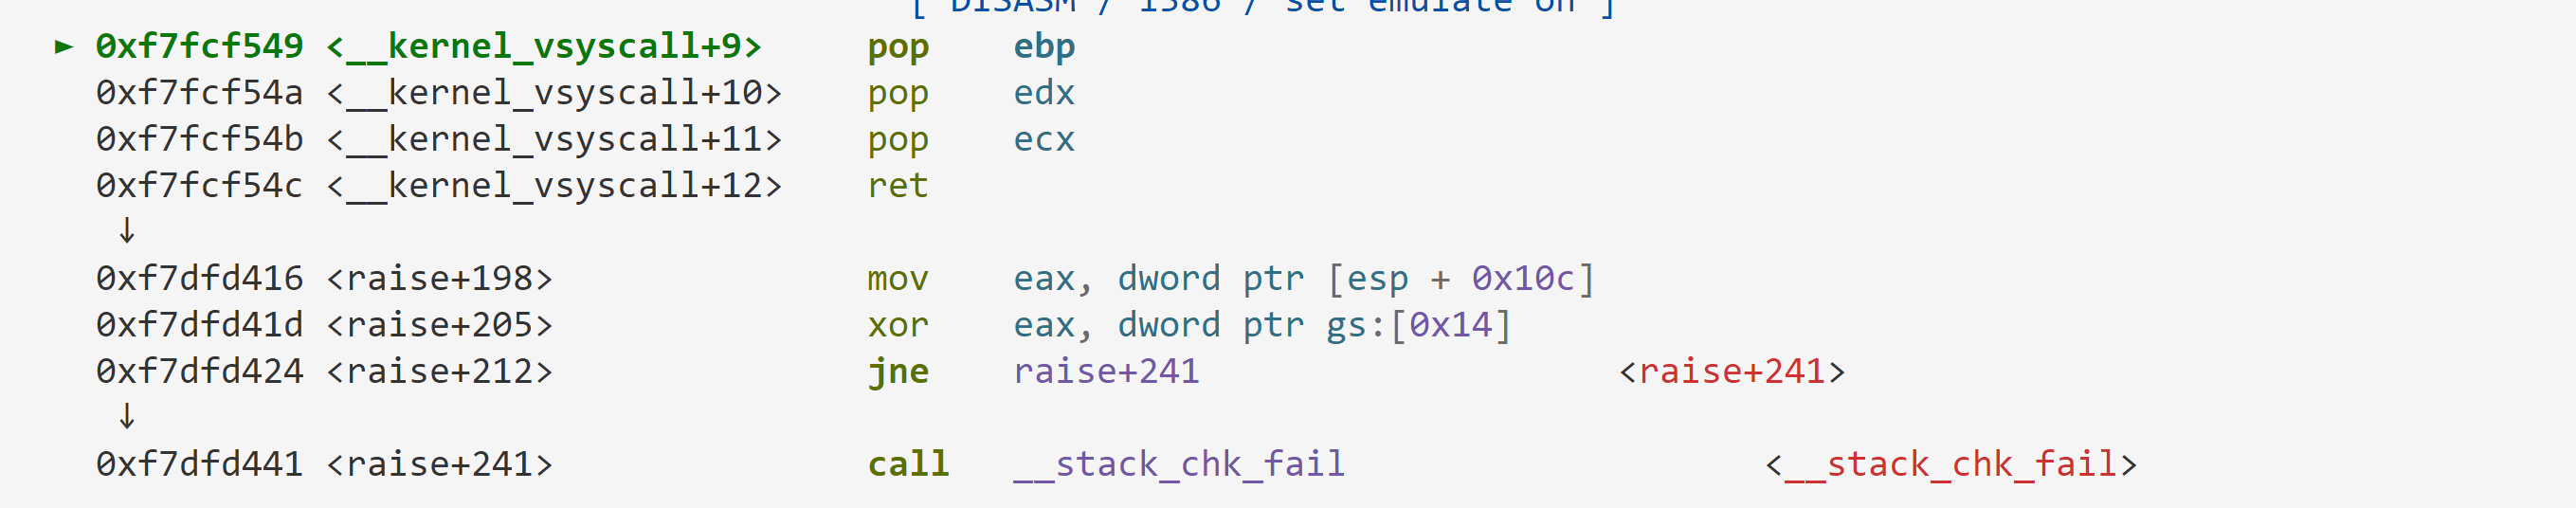 [ DISASM / i386 / set emulate on ]
► 0xf7fcf549 <__kernel_vsyscall+9>     pop    ebp
0xf7fcf54a <__kernel_vsyscall+10>    pop    edx
0xf7fcf54b <__kernel_vsyscall+11>    pop    ecx
0xf7fcf54c <__kernel_vsyscall+12>    ret
↓
0xf7dfd416 <raise+198>               mov    eax, dword ptr [esp + 0x10c]
0xf7dfd41d <raise+205>               xor    eax, dword ptr gs:[0x14]
0xf7dfd424 <raise+212>               jne    raise+241                    <raise+241>
↓
0xf7dfd441 <raise+241>               call   __stack_chk_fail                    <__stack_chk_fail>